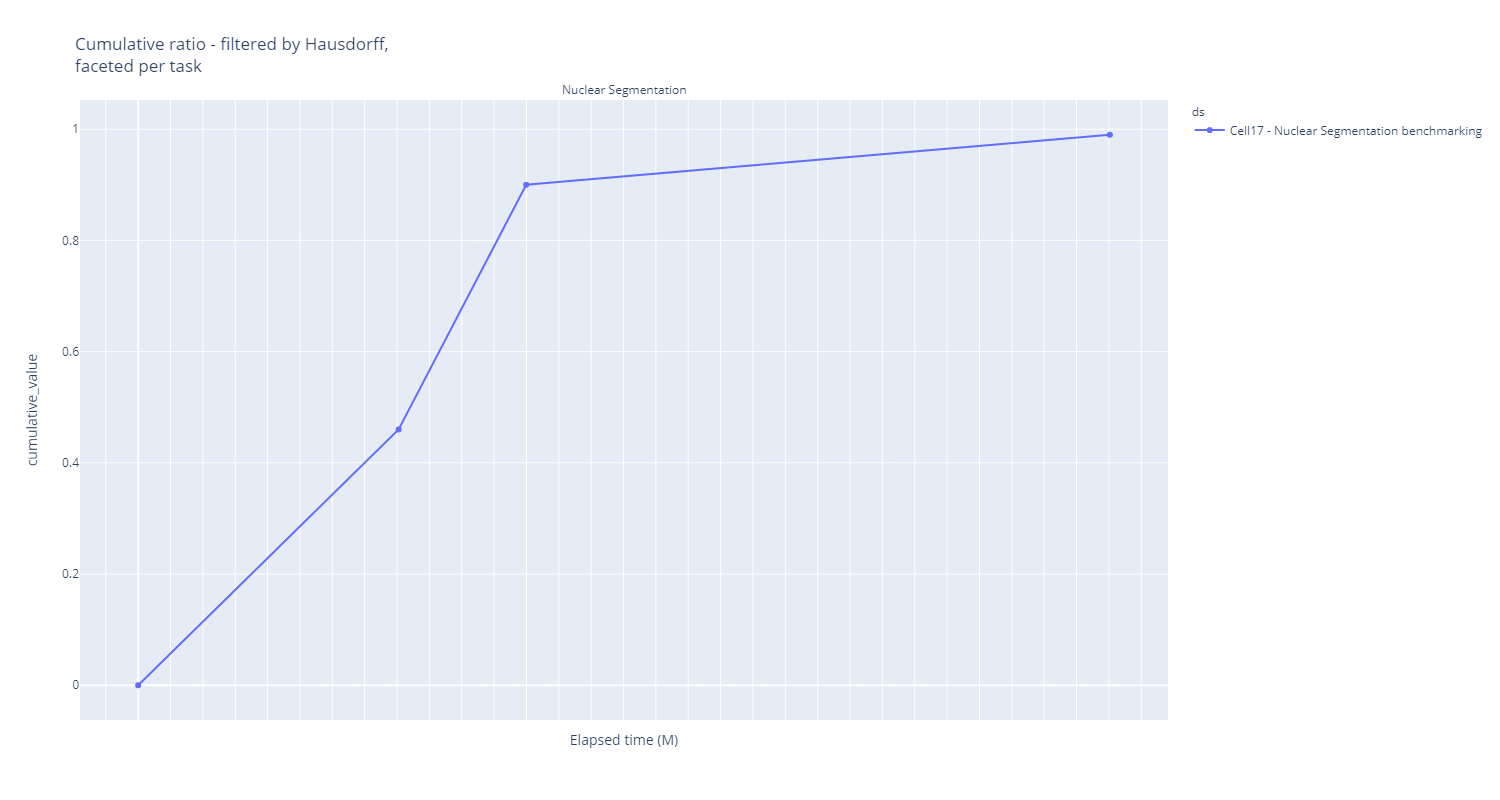 Cumulative ratio - filtered by Hausdorff,
faceted per task
Nuclear Segmentation
ds
Cell17 - Nuclear Segmentation benchmarking
1
0.8
0.6
0.4
0.2
0
cumulative_value
Elapsed time (M)